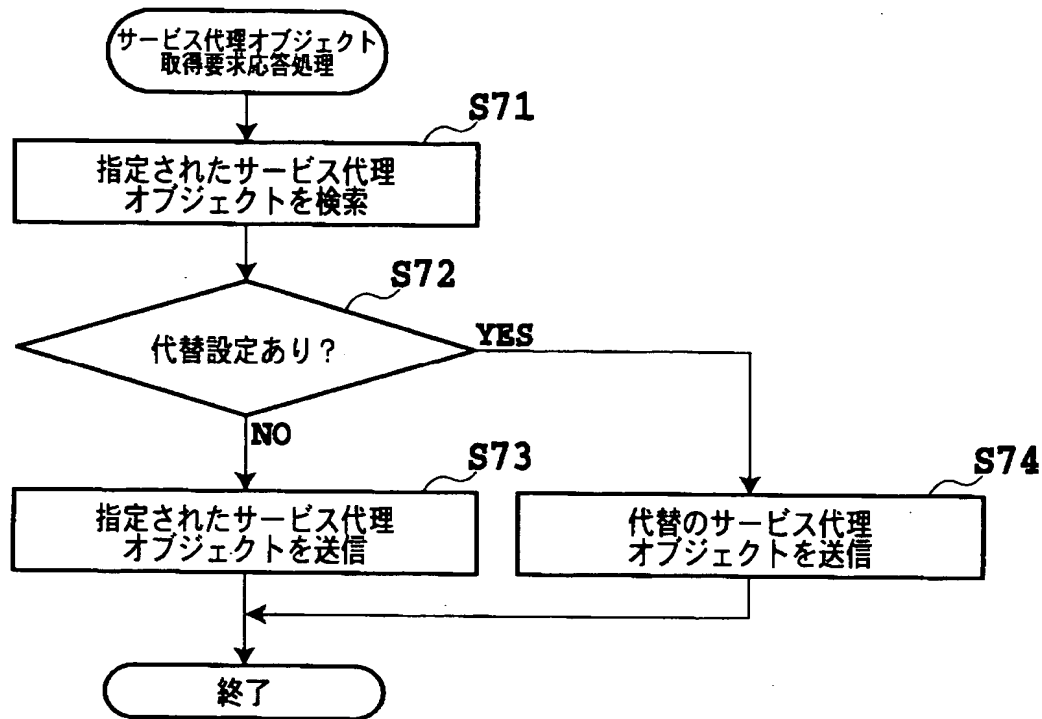 サービス代理オブジェクト
取得要求応答処理
S71
指定されたサービス代理
オブジェクトを検索
S72
代替設定あり？
YES
NO
S73
指定されたサービス代理
オブジェクトを送信
S74
代替のサービス代理
オブジェクトを送信
終了